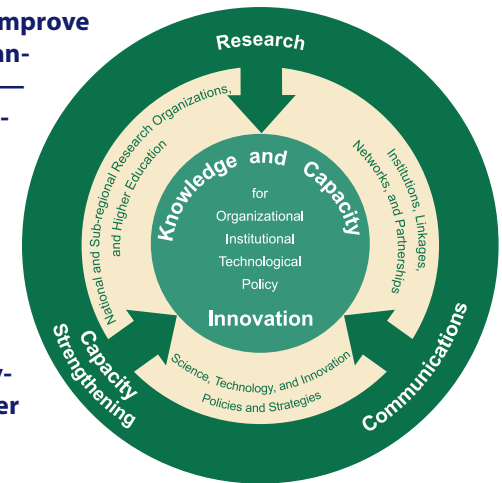 mprove
an-
—
-
y-
er
Research
National and Sub-regional Research Organizations,
and Higher Education
Institutions, Linkages,
Networks, and Partnerships
Knowledge and Capacity
for
Organizational
Institutional
Technological
Policy
Innovation
Science, Technology, and Innovation
Policies and Strategies
Capacity
Strengthening
Communications